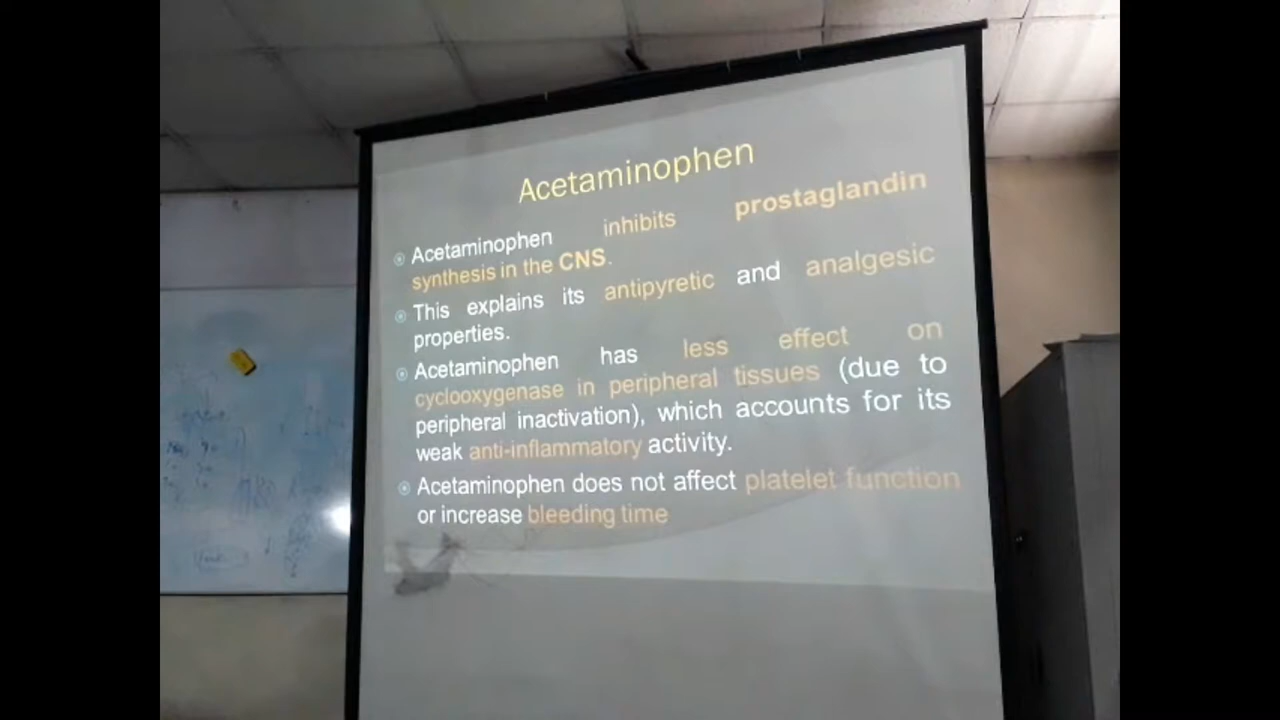 Acetaminophen
Acetaminophen inhibits prostaglandin
synthesis in the CNS.
This explains its antipyretic and analgesic
properties.
Acetaminophen has less effect on
cyclooxygenase in peripheral tissues (due to
peripheral inactivation), which accounts for its
weak anti-inflammatory activity.
Acetaminophen does not affect platelet function
or increase bleeding time